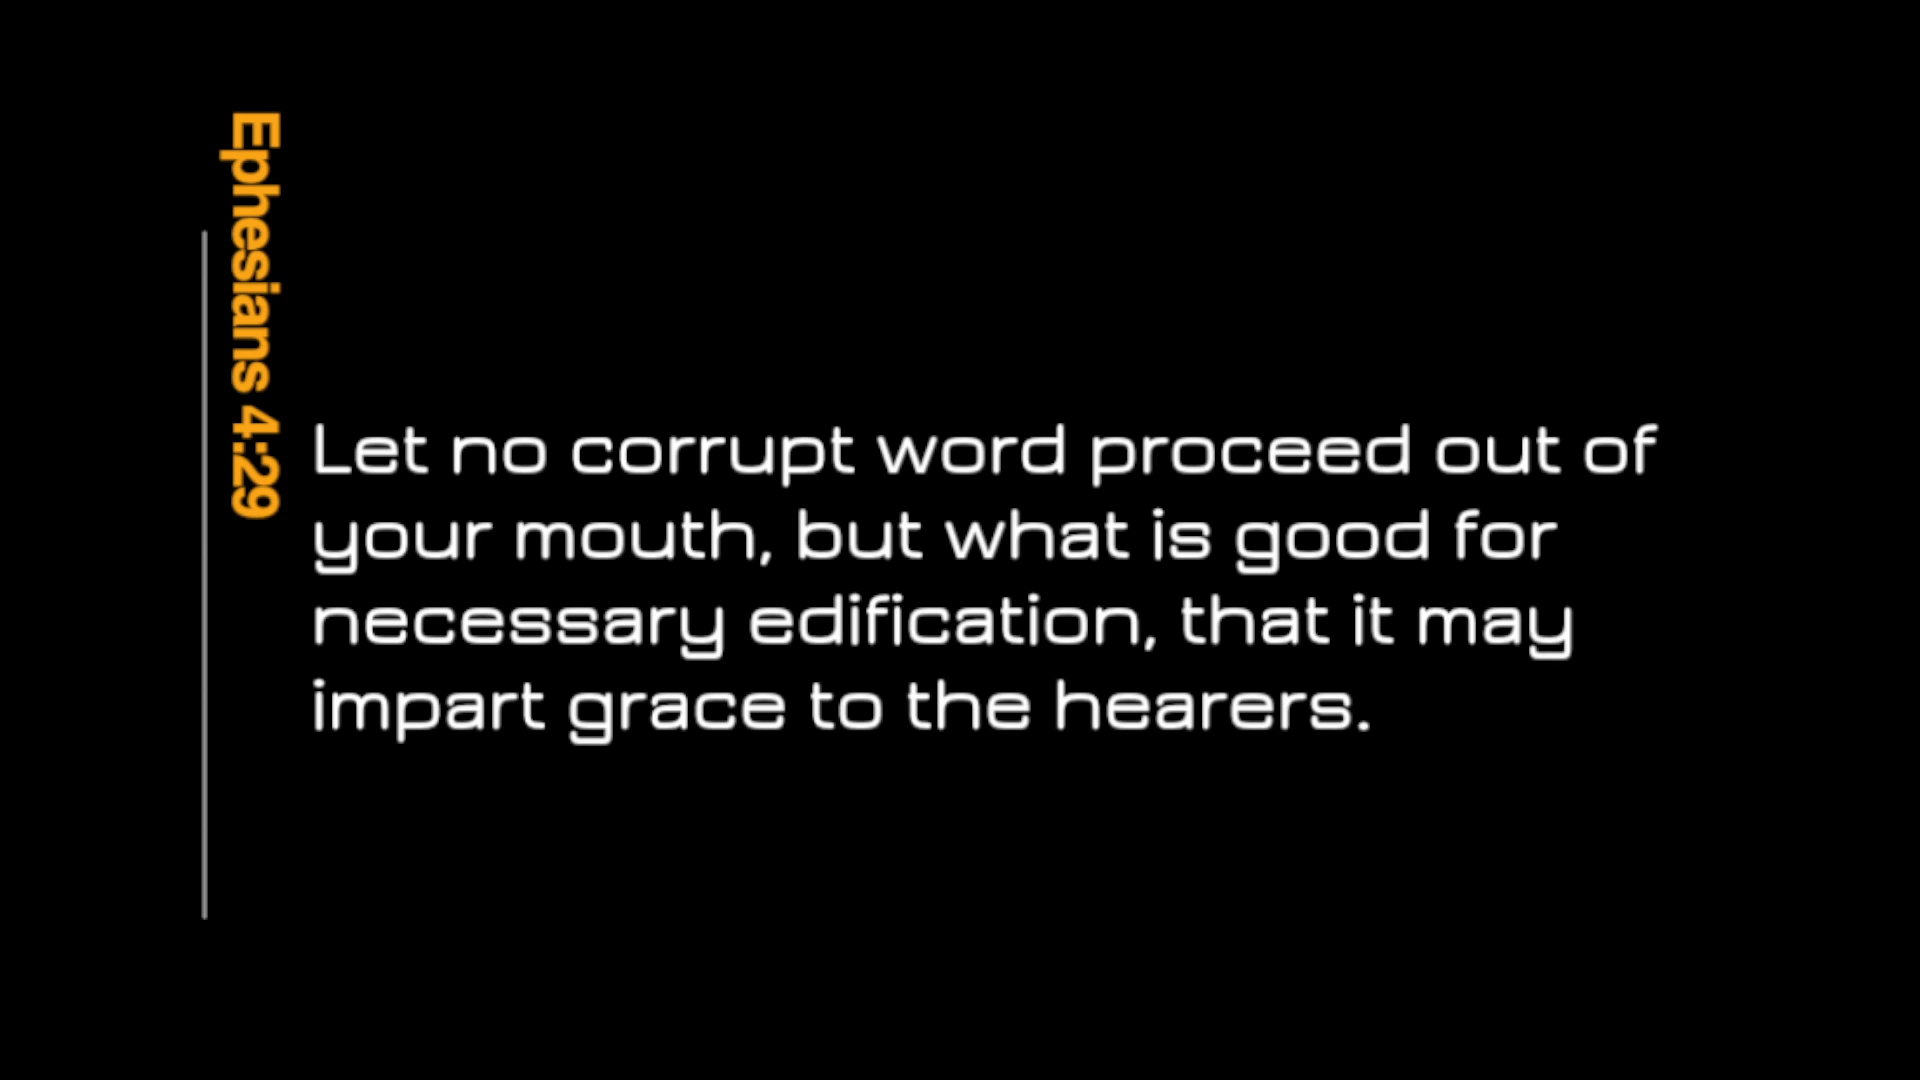 Ephesians 4:29
Let no corrupt word proceed out of
your mouth, but what is good for
necessary edification, that it may
impart grace to the hearers.